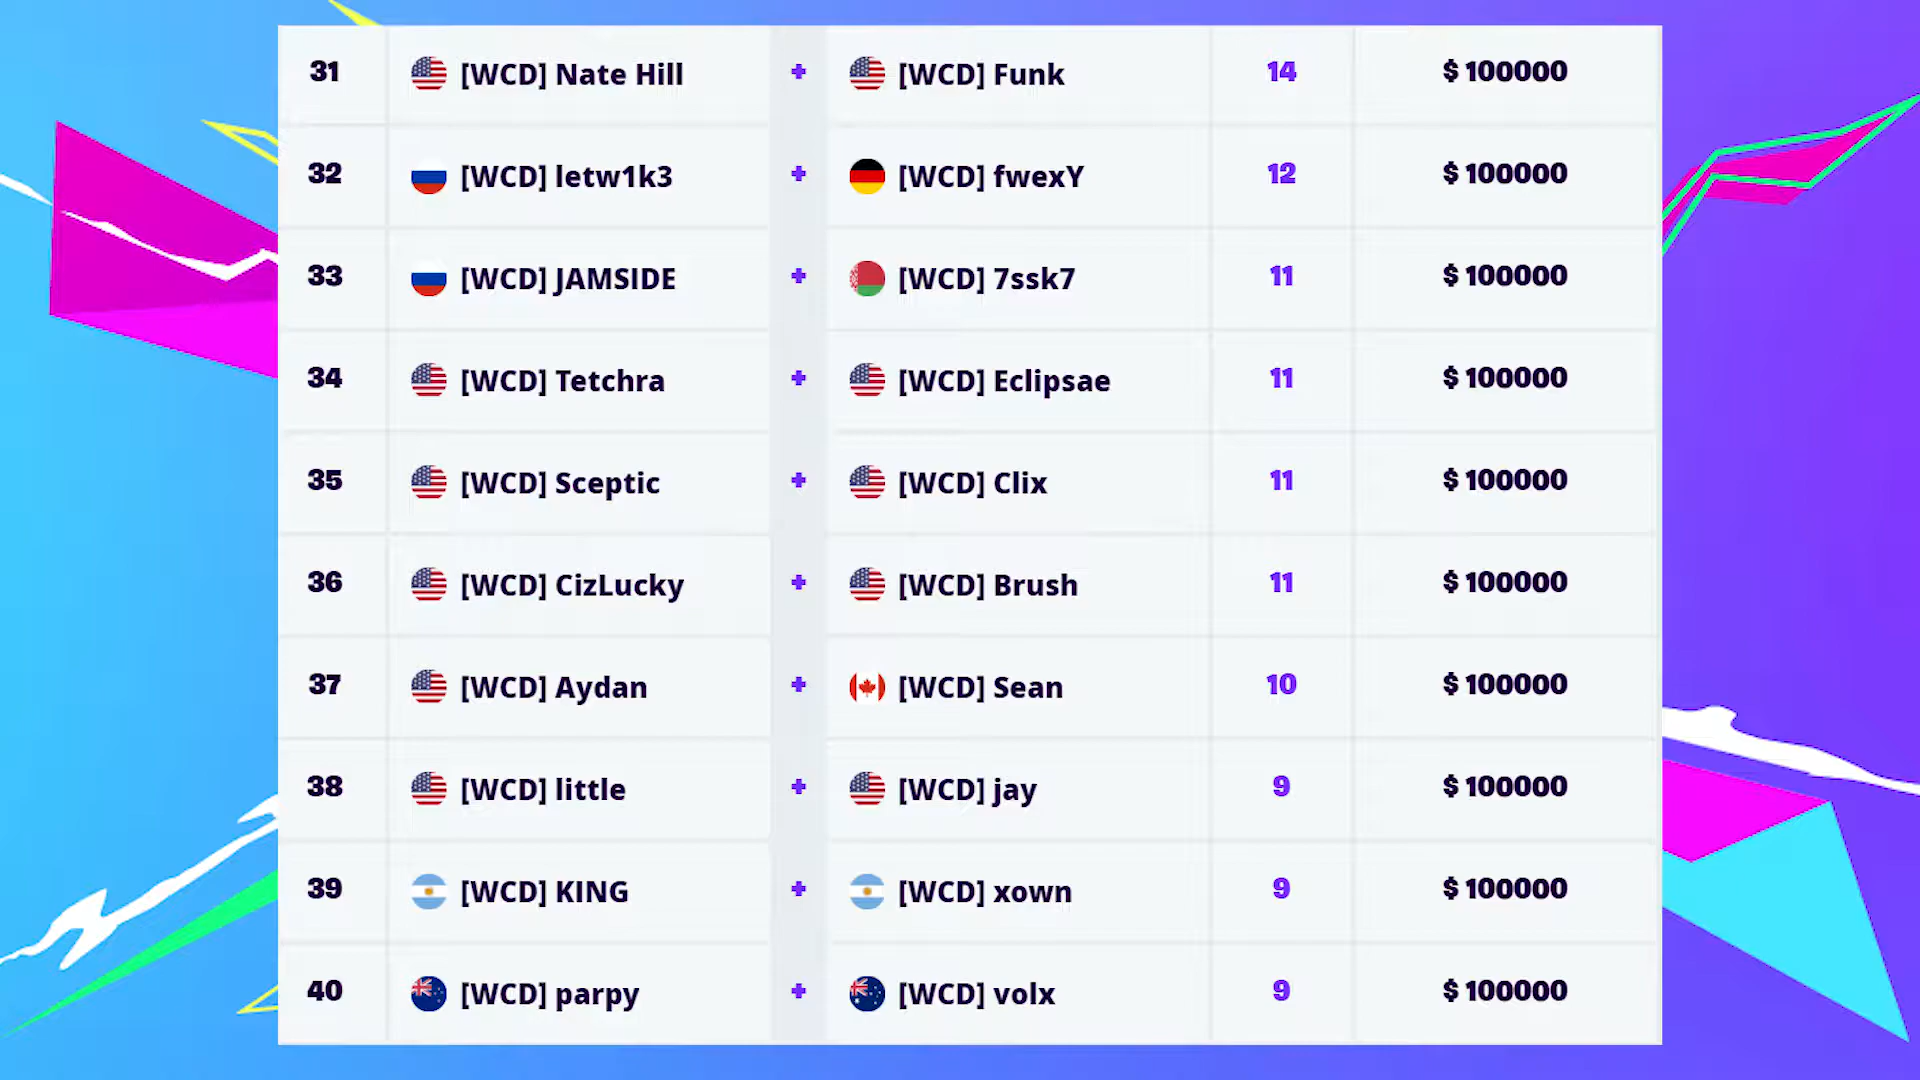 31 [WCD] Nate Hill + [WCD] Funk 14 $ 100000
32 [WCD] letw1k3 + [WCD] fwexY 12 $ 100000
33 [WCD] JAMSIDE + [WCD] 7ssk7 11 $ 100000
34 [WCD] Tetchra + [WCD] Eclipsae 11 $ 100000
35 [WCD] Sceptic + [WCD] Clix 11 $ 100000
36 [WCD] CizLucky + [WCD] Brush 11 $ 100000
37 [WCD] Aydan + [WCD] Sean 10 $ 100000
38 [WCD] little + [WCD] jay 9 $ 100000
39 [WCD] KING + [WCD] xown 9 $ 100000
40 [WCD] parpy + [WCD] volx 9 $ 100000